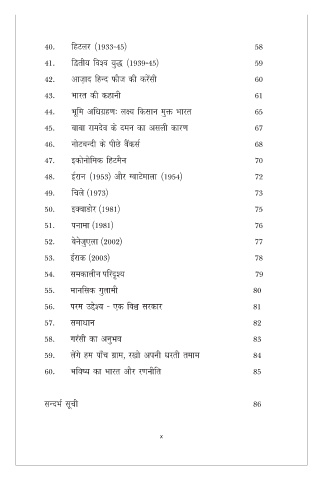 40. हिटलर (1933-45) 58
41. द्वितीय विश्व युद्ध (1939-45) 59
42. आज़ाद हिन्द फौज की करेंसी 60
43. भारत की कहानी 61
44. भूमि अधिग्रहणः लक्ष्य किसान मुक्त भारत 65
45. बाबा रामदेव के दमन का असली कारण 67
46. नोटबन्दी के पीछे बैंकर्स 68
47. इकोनोमिक हिटमैन 70
48. ईरान (1953) और ग्वाटेमाला (1954) 72
49. चिले (1973) 73
50. इक्वाडोर (1981) 75
51. पनामा (1981) 76
52. वेनेजुएला (2002) 77
53. ईराक (2003) 78
54. समकालीन परिदृश्य 79
55. मानसिक गुलामी 80
56. परम उद्देश्य - एक विश्व सरकार 81
57. समाधान 82
58. गरंसी का अनुभव 83
59. लेंगे हम पाँच ग्राम, रखो अपनी धरती तमाम 84
60. भविष्य का भारत और रणनीति 85
सन्दर्भ सूची 86
x